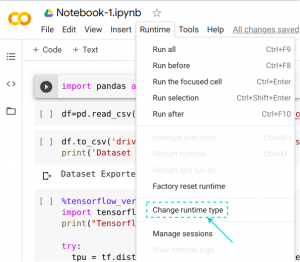 Notebook-1.ipynb
File Edit View Insert Runtime Tools Help All changes saved
+ Code + Text
Run all Ctrl+F9
Run before Ctrl+F8
Run the focused cell Ctrl+Enter
Run selection Ctrl+Shift+Enter
Run after Ctrl+F10
Interrupt execution Ctrl+M I
Restart runtime... Ctrl+M .
Restart and run all...
Factory reset runtime
Change runtime type
Manage sessions
View runtime logs
import pandas a
[ ] df=pd.read_csv(
[ ] df.to_csv('driv
print('Dataset
Dataset Exporte
[ ] %tensorflow_ver
import tensorfl
print("Tensorfl
try:
tpu = tf.dist